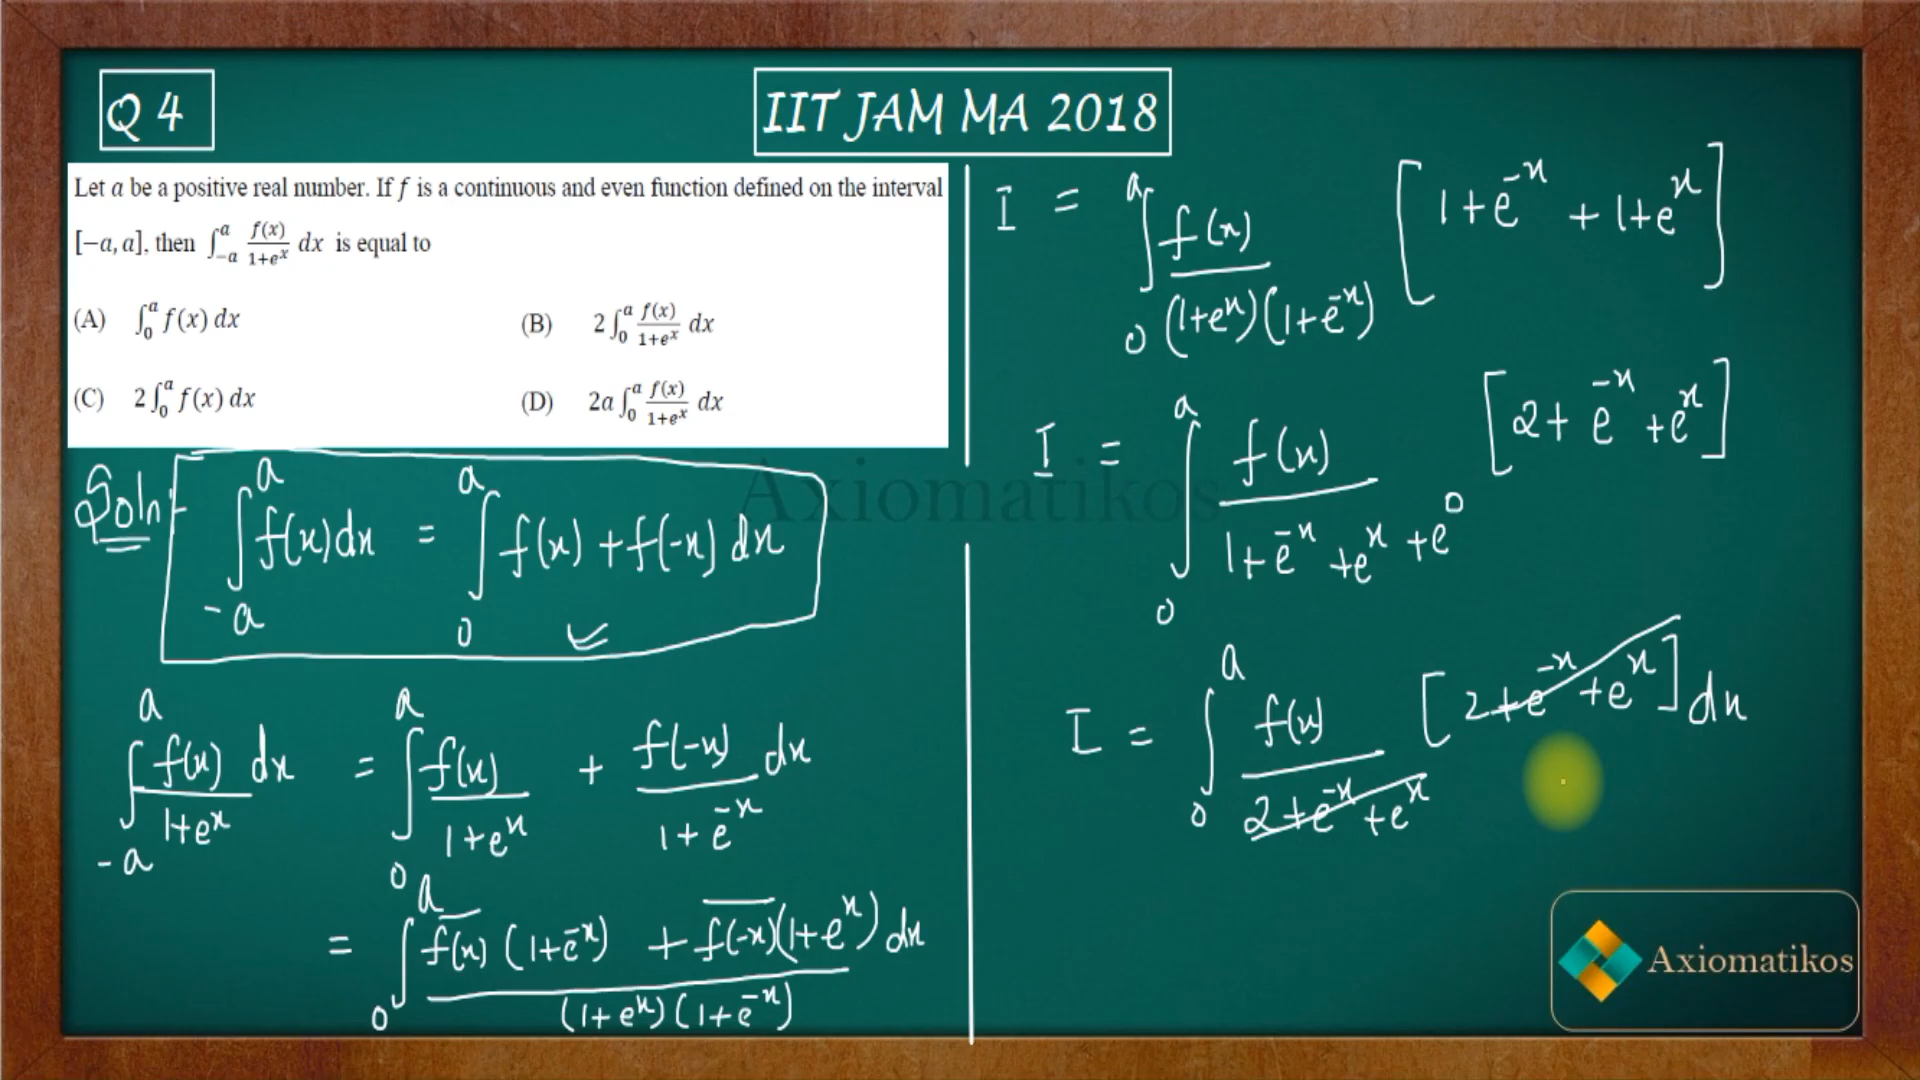 Q 4
IIT JAM MA 2018
Let a be a positive real number. If f is a continuous and even function defined on the interval
[−a, a], then ∫_{-a}^{a} f(x)/(1+e^x) dx is equal to
(A) ∫_0^a f(x) dx
(B) 2∫_0^a f(x)/(1+e^x) dx
(C) 2∫_0^a f(x) dx
(D) 2a∫_0^a f(x)/(1+e^x) dx
Soln:-
∫_{-a}^{a} f(x)dx = ∫_0^a f(x) + f(-x) dx
∫_{-a}^{a} f(x)/(1+e^x) dx = ∫_0^a f(x)/(1+e^x) + f(-x)/(1+e^{-x}) dx
= ∫_0^a f(x)(1+e^{-x}) + f(-x)(1+e^x) dx / (1+e^x)(1+e^{-x})
I = ∫_0^a f(x)/(1+e^x)(1+e^{-x}) [1+e^{-x} + 1+e^x]
I = ∫_0^a f(x)/(1+e^{-x}+e^x+e^0) [2+e^{-x}+e^x]
I = ∫_0^a f(x)/(2+e^{-x}+e^x) [2+e^{-x}+e^x] dx
Axiomatikos
Axiomatikos